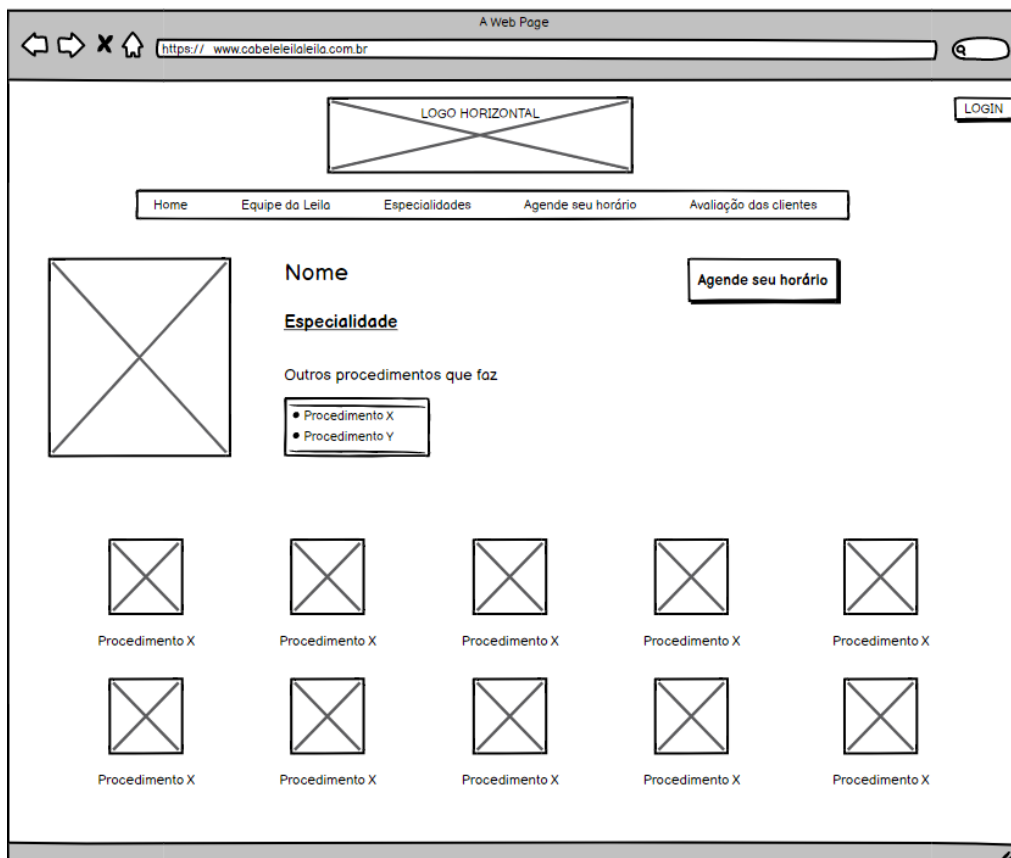 A Web Page
https:// www.cabeleleilaleila.com.br
LOGO HORIZONTAL
LOGIN
Home Equipe da Leila Especialidades Agende seu horário Avaliação das clientes
Nome
Agende seu horário
Especialidade
Outros procedimentos que faz
• Procedimento X
• Procedimento Y
Procedimento X Procedimento X Procedimento X Procedimento X Procedimento X
Procedimento X Procedimento X Procedimento X Procedimento X Procedimento X